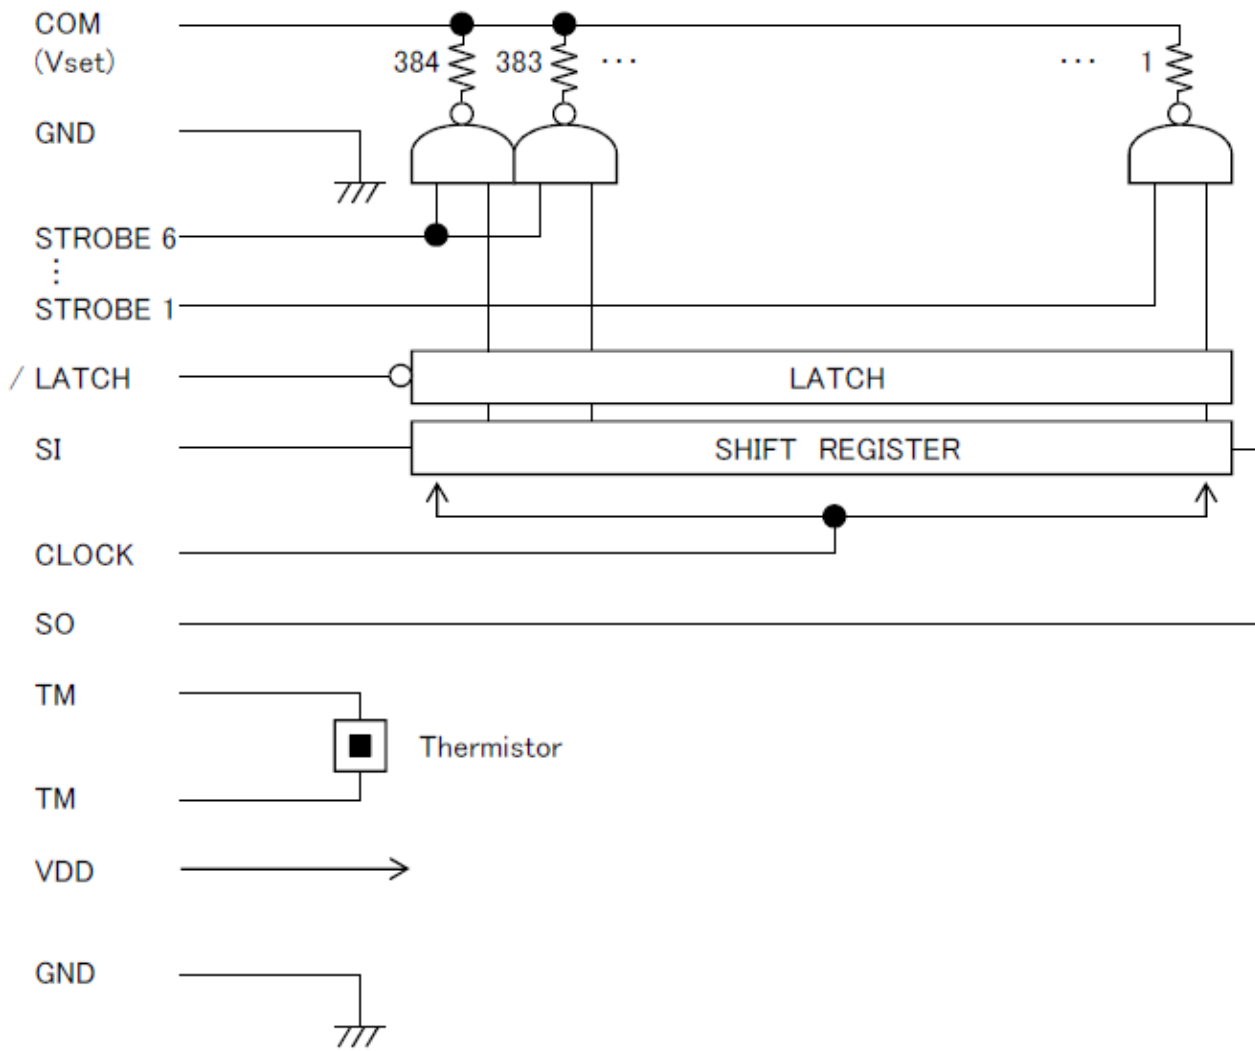 COM
(Vset)
384 383 ··· ··· 1
GND
STROBE 6
⋮
STROBE 1
/ LATCH LATCH
SI SHIFT REGISTER
CLOCK
SO
TM
Thermistor
TM
VDD
GND